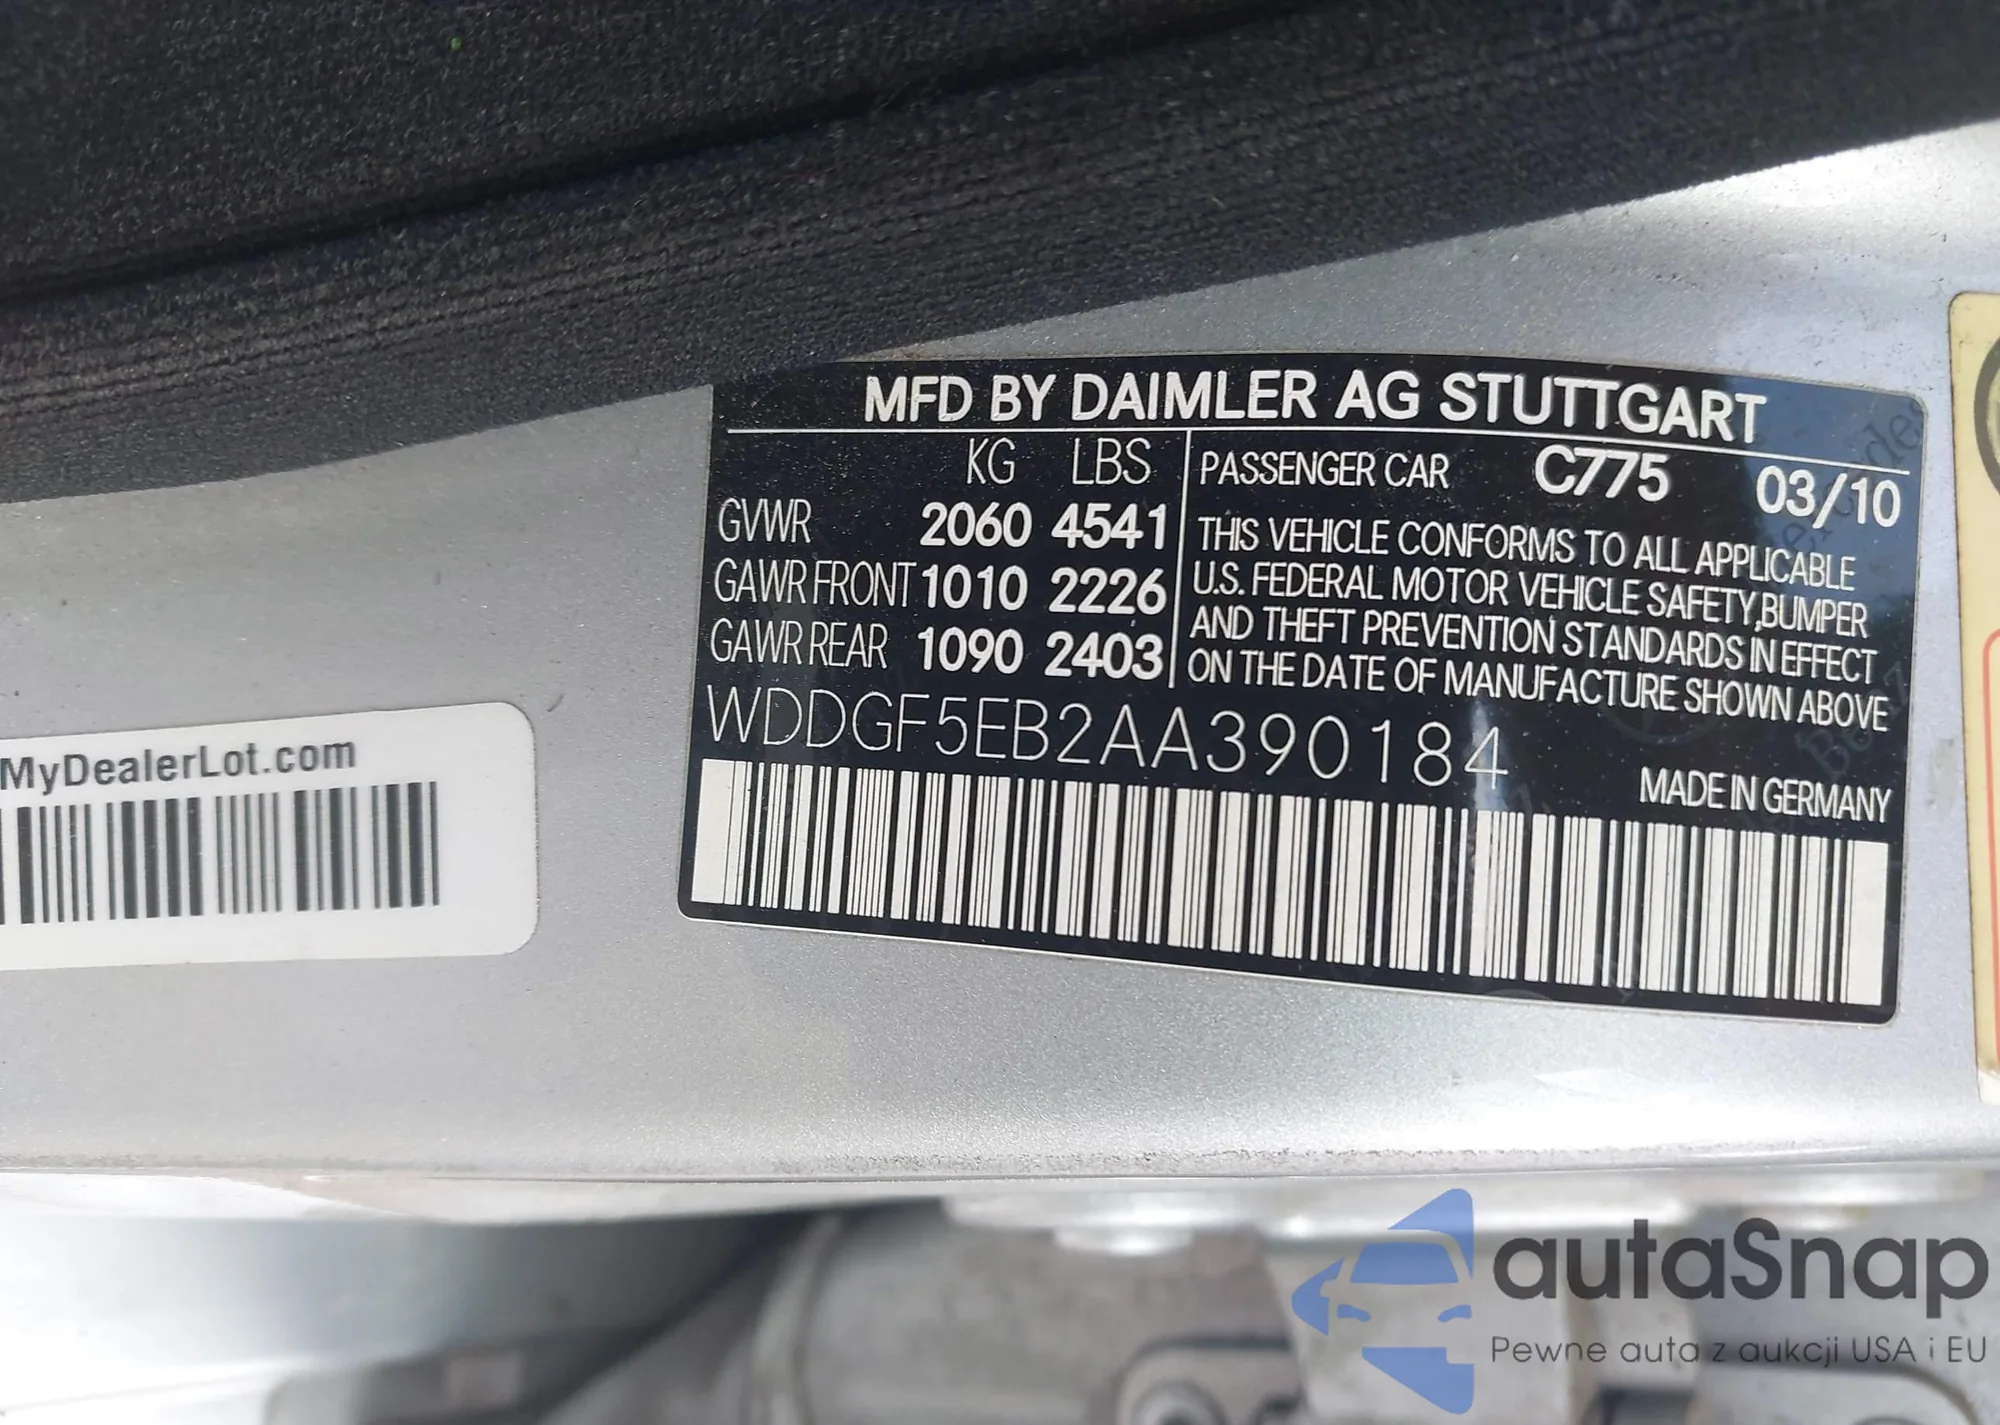 MFD BY DAIMLER AG STUTTGART
KG LBS
GVWR 2060 4541
GAWR FRONT 1010 2226
GAWR REAR 1090 2403
PASSENGER CAR C775 03/10
THIS VEHICLE CONFORMS TO ALL APPLICABLE
U.S. FEDERAL MOTOR VEHICLE SAFETY,BUMPER
AND THEFT PREVENTION STANDARDS IN EFFECT
ON THE DATE OF MANUFACTURE SHOWN ABOVE
WDDGF5EB2AA390184
MADE IN GERMANY
MyDealerLot.com
autaSnap
Pewne auta z aukcji USA i EU